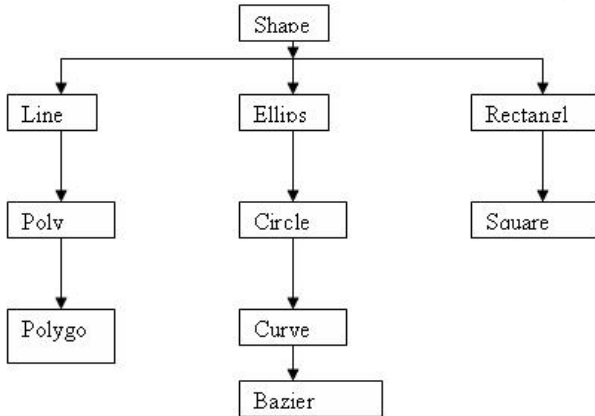 Shape
Line
Ellips
Rectangl
Poly
Circle
Square
Polygo
Curve
Bazier